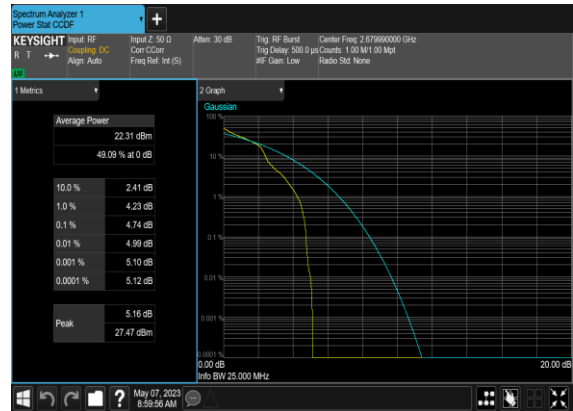 Spectrum Analyzer 1
Power Stat CCDF
KEYSIGHT
R T
LXI
Input: RF
Coupling: DC
Align: Auto
Input Z: 50 Ω
Corr CCorr
Freq Ref: Int (S)
Atten: 30 dB
Trig: RF Burst
Trig Delay: 500.0 µs
#IF Gain: Low
Center Freq: 2.679990000 GHz
Counts: 1.00 M/1.00 Mpt
Radio Std: None
1 Metrics
Average Power
22.31 dBm
49.09 % at 0 dB
10.0 % 2.41 dB
1.0 % 4.23 dB
0.1 % 4.74 dB
0.01 % 4.99 dB
0.001 % 5.10 dB
0.0001 % 5.12 dB
Peak
5.16 dB
27.47 dBm
2 Graph
Gaussian
100 %
10 %
1 %
0.1 %
0.01 %
0.001 %
0.0001 %
0.00 dB
20.00 dB
Info BW 25.000 MHz
?
May 07, 2023
8:59:56 AM